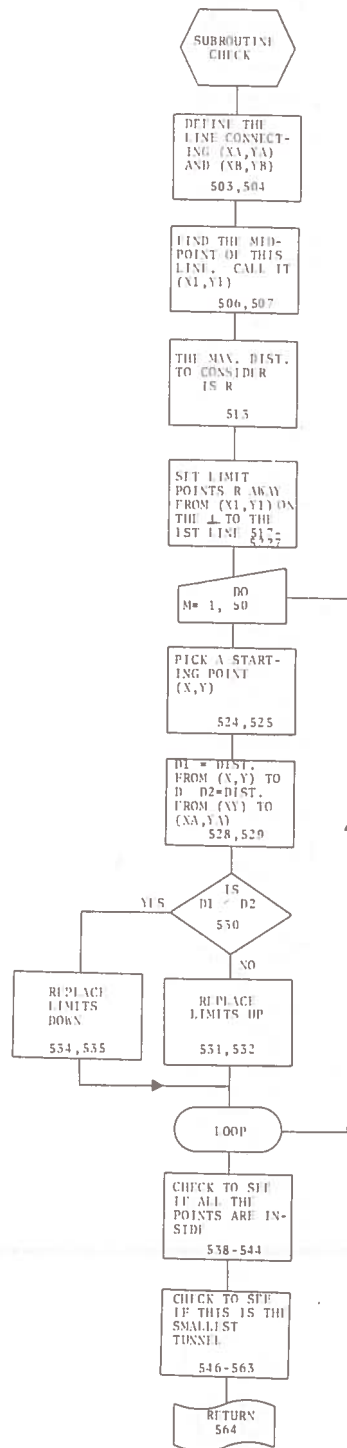 SUBROUTINE
CHECK
DEFINE THE
LINE CONNECT-
ING (XA,YA)
AND (XB,YB)
503,504
FIND THE MID-
POINT OF THIS
LINE. CALL IT
(X1,Y1)
506,507
THE MAX. DIST.
TO CONSIDER
IS R
513
SET LIMIT
POINTS R AWAY
FROM (X1,Y1) ON
THE ⊥ TO THE
1ST LINE 517-
DO
M= 1, 50
PICK A START-
ING POINT
(X,Y)
524,525
D1 = DIST.
FROM (X,Y) TO
D D2=DIST.
FROM (XY) TO
(XA,YA)
528,529
IS
D1 D2
530
YES
NO
REPLACE
LIMITS
DOWN
534,535
REPLACE
LIMITS UP
531,532
LOOP
CHECK TO SEE
IF ALL THE
POINTS ARE IN-
SIDE
538-544
CHECK TO SEE
IF THIS IS THE
SMALLEST
TUNNEL
546-563
RETURN
564